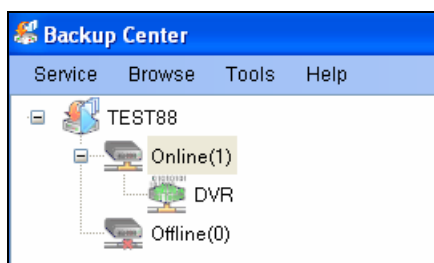 Backup Center
Service Browse Tools Help
TEST88
Online(1)
DVR
Offline(0)